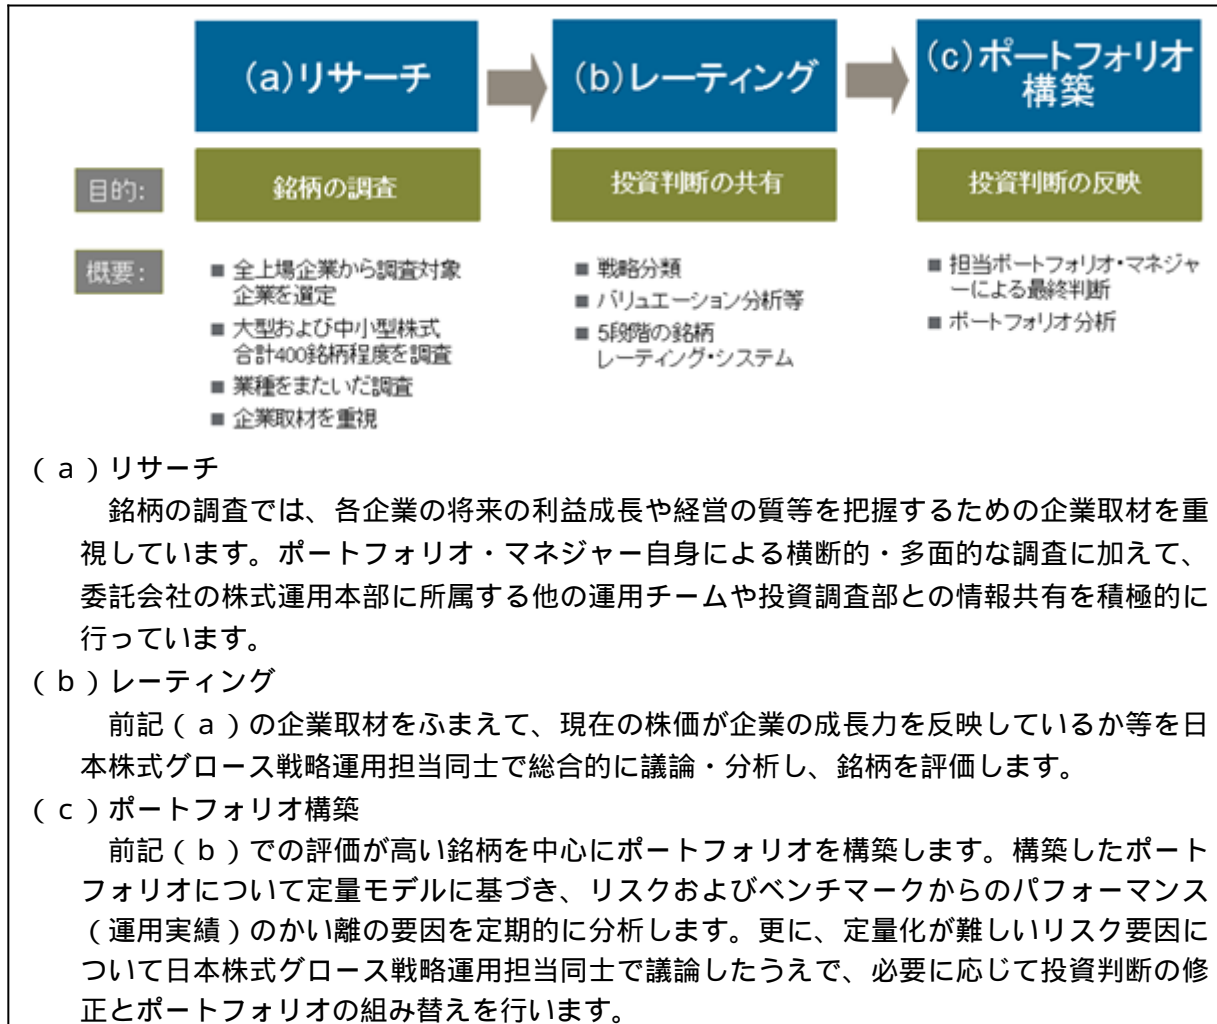 (a)リサーチ
(b)レーティング
(c)ポートフォリオ
構築
目的:
銘柄の調査
投資判断の共有
投資判断の反映
概要:
■ 全上場企業から調査対象
企業を選定
■ 大型および中小型株式
合計400銘柄程度を調査
■ 業種をまたいだ調査
■ 企業取材を重視
■ 戦略分類
■ バリュエーション分析等
■ 5段階の銘柄
レーティング・システム
■ 担当ポートフォリオ・マネジャ
ーによる最終判断
■ ポートフォリオ分析
(a)リサーチ
銘柄の調査では、各企業の将来の利益成長や経営の質等を把握するための企業取材を重
視しています。ポートフォリオ・マネジャー自身による横断的・多面的な調査に加えて、
委託会社の株式運用本部に所属する他の運用チームや投資調査部との情報共有を積極的に
行っています。
(b)レーティング
前記(a)の企業取材をふまえて、現在の株価が企業の成長力を反映しているか等を日
本株式グロース戦略運用担当同士で総合的に議論・分析し、銘柄を評価します。
(c)ポートフォリオ構築
前記(b)での評価が高い銘柄を中心にポートフォリオを構築します。構築したポート
フォリオについて定量モデルに基づき、リスクおよびベンチマークからのパフォーマンス
(運用実績)のかい離の要因を定期的に分析します。更に、定量化が難しいリスク要因に
ついて日本株式グロース戦略運用担当同士で議論したうえで、必要に応じて投資判断の修
正とポートフォリオの組み替えを行います。